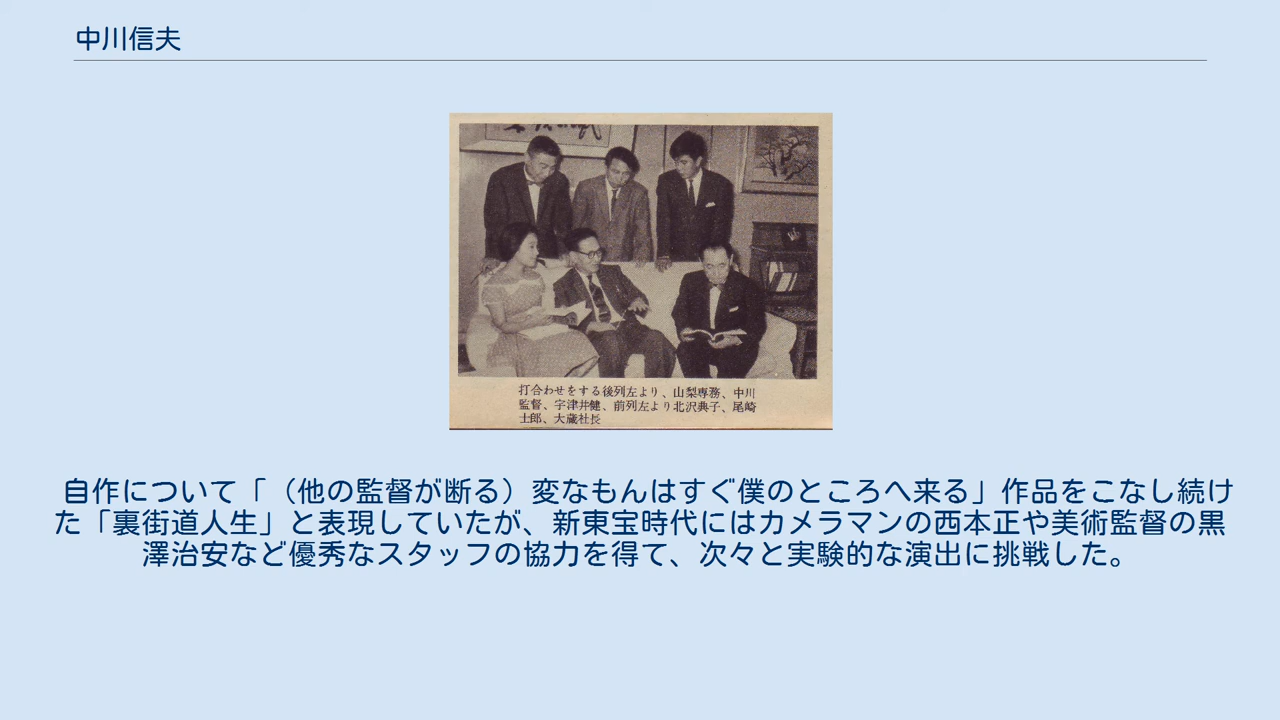 中川信夫
打合わせをする後列左より、山梨専務、中川
監督、宇津井健、前列左より北沢典子、尾崎
士郎、大蔵社長
自作について「（他の監督が断る）変なもんはすぐ僕のところへ来る」作品をこなし続け
た「裏街道人生」と表現していたが、新東宝時代にはカメラマンの西本正や美術監督の黒
澤治安など優秀なスタッフの協力を得て、次々と実験的な演出に挑戦した。